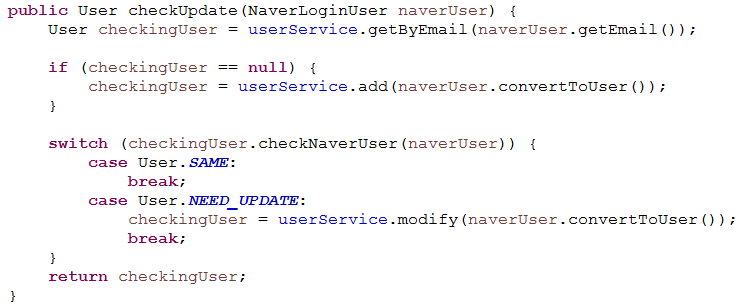 public User checkUpdate(NaverLoginUser naverUser) {
    User checkingUser = userService.getByEmail(naverUser.getEmail());

    if (checkingUser == null) {
        checkingUser = userService.add(naverUser.convertToUser());
    }

    switch (checkingUser.checkNaverUser(naverUser)) {
        case User.SAME:
            break;
        case User.NEED_UPDATE:
            checkingUser = userService.modify(naverUser.convertToUser());
            break;
    }
    return checkingUser;
}